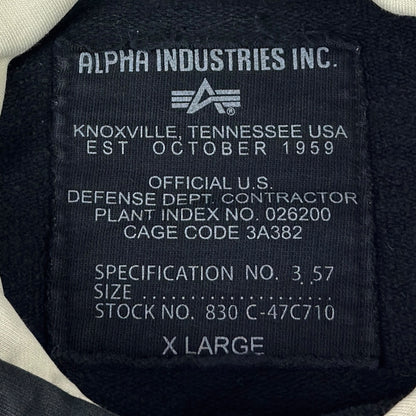 ALPHA INDUSTRIES INC.
KNOXVILLE, TENNESSEE USA
EST OCTOBER 1959
OFFICIAL U.S.
DEFENSE DEPT. CONTRACTOR
PLANT INDEX NO. 026200
CAGE CODE 3A382
SPECIFICATION NO. 3.57
SIZE ......................
STOCK NO. 830 C-47C710
X LARGE